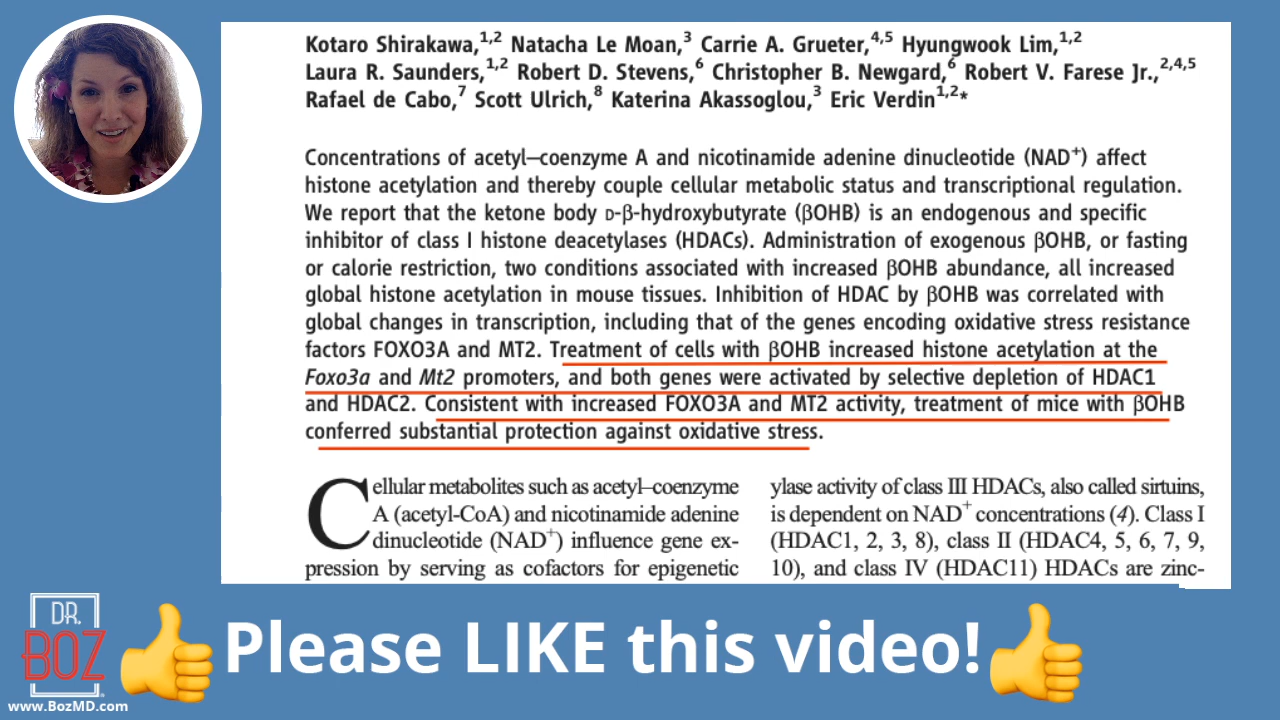 Kotaro Shirakawa,1,2 Natacha Le Moan,3 Carrie A. Grueter,4,5 Hyungwook Lim,1,2
Laura R. Saunders,1,2 Robert D. Stevens,6 Christopher B. Newgard,6 Robert V. Farese Jr.,2,4,5
Rafael de Cabo,7 Scott Ulrich,8 Katerina Akassoglou,3 Eric Verdin1,2*
Concentrations of acetyl–coenzyme A and nicotinamide adenine dinucleotide (NAD+) affect
histone acetylation and thereby couple cellular metabolic status and transcriptional regulation.
We report that the ketone body D-β-hydroxybutyrate (βOHB) is an endogenous and specific
inhibitor of class I histone deacetylases (HDACs). Administration of exogenous βOHB, or fasting
or calorie restriction, two conditions associated with increased βOHB abundance, all increased
global histone acetylation in mouse tissues. Inhibition of HDAC by βOHB was correlated with
global changes in transcription, including that of the genes encoding oxidative stress resistance
factors FOXO3A and MT2. Treatment of cells with βOHB increased histone acetylation at the
Foxo3a and Mt2 promoters, and both genes were activated by selective depletion of HDAC1
and HDAC2. Consistent with increased FOXO3A and MT2 activity, treatment of mice with βOHB
conferred substantial protection against oxidative stress.
Cellular metabolites such as acetyl–coenzyme
A (acetyl-CoA) and nicotinamide adenine
dinucleotide (NAD+) influence gene ex-
pression by serving as cofactors for epigenetic
ylase activity of class III HDACs, also called sirtuins,
is dependent on NAD+ concentrations (4). Class I
(HDAC1, 2, 3, 8), class II (HDAC4, 5, 6, 7, 9,
10), and class IV (HDAC11) HDACs are zinc-
DR.
BOZ
www.BozMD.com
Please LIKE this video!